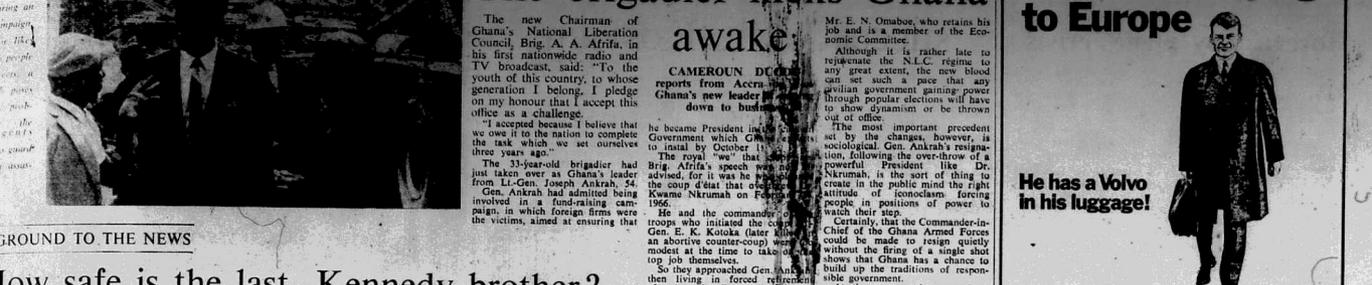 the
GROUND TO THE NEWS
How safe is the last Kennedy brother?
brigadier Ghana
awake
The new Chairman of
Ghana's National Liberation
Council, Brig. A. A. Afrifa, in
his first nationwide radio and
TV broadcast, said: "To the
youth of this country, to whose
generation I belong, I pledge
on my honour that I accept this
office as a challenge.
"I accepted because I believe that
we owe it to the nation to complete
the task which we set ourselves
three years ago."
The 33-year-old brigadier had
just taken over as Ghana's leader
from Lt.-Gen. Joseph Ankrah, 54.
Gen. Ankrah had admitted being
involved in a fund-raising cam-
paign, in which foreign firms were
the victims, aimed at ensuring that
CAMEROUN
reports from Accra
Ghana's new leader
down to
he became President in
Government which
to instal by October
The royal "we" that
Brig. Afrifa's speech was
advised, for it was he
the coup d'état that
Kwame Nkrumah on
1966.
He and the commander
troops who initiated the
Gen. E. K. Kotoka (later
an abortive counter-coup) were
modest at the time to take
top job themselves.
So they approached Gen. Ankrah
then living in forced retirement
Mr. E. N. Omaboe, who retains his
job and is a member of the Eco-
nomic Committee.
Although it is rather late to
rejuvenate the N.L.C. régime to
any great extent, the new blood
can set such a pace that any
civilian government gaining power
through popular elections will have
to show dynamism or be thrown
out of office.
The most important precedent
set by the changes, however, is
sociological. Gen. Ankrah's resigna-
tion, following the over-throw of a
powerful President like Dr.
Nkrumah, is the sort of thing to
create in the public mind the right
attitude of iconoclasm forcing
people in positions of power to
watch their step.
Certainly, that the Commander-in-
Chief of the Ghana Armed Forces
could be made to resign quietly
without the firing of a single shot
shows that Ghana has a chance to
build up the traditions of respon-
sible government.
to Europe
He has a Volvo
in his luggage!